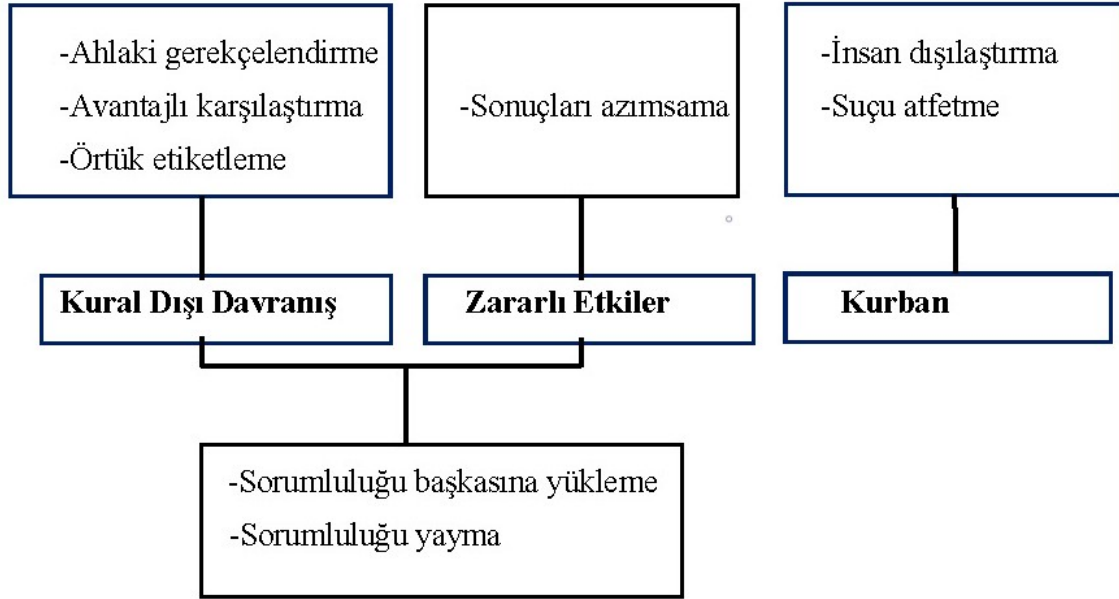 -Ahlaki gerekçelendirme
-Avantajlı karşılaştırma
-Örtük etiketleme
-Sonuçları azımsama
-İnsan dışılaştırma
-Suçu atfetme
Kural Dışı Davranış
Zararlı Etkiler
Kurban
-Sorumluluğu başkasına yükleme
-Sorumluluğu yayma